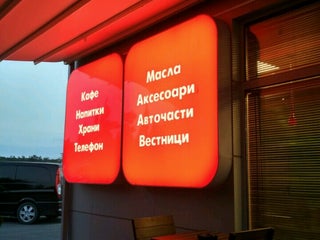 Кафе
Напитки
Храни
Телефон
Масла
Аксесоари
Авточасти
Вестници